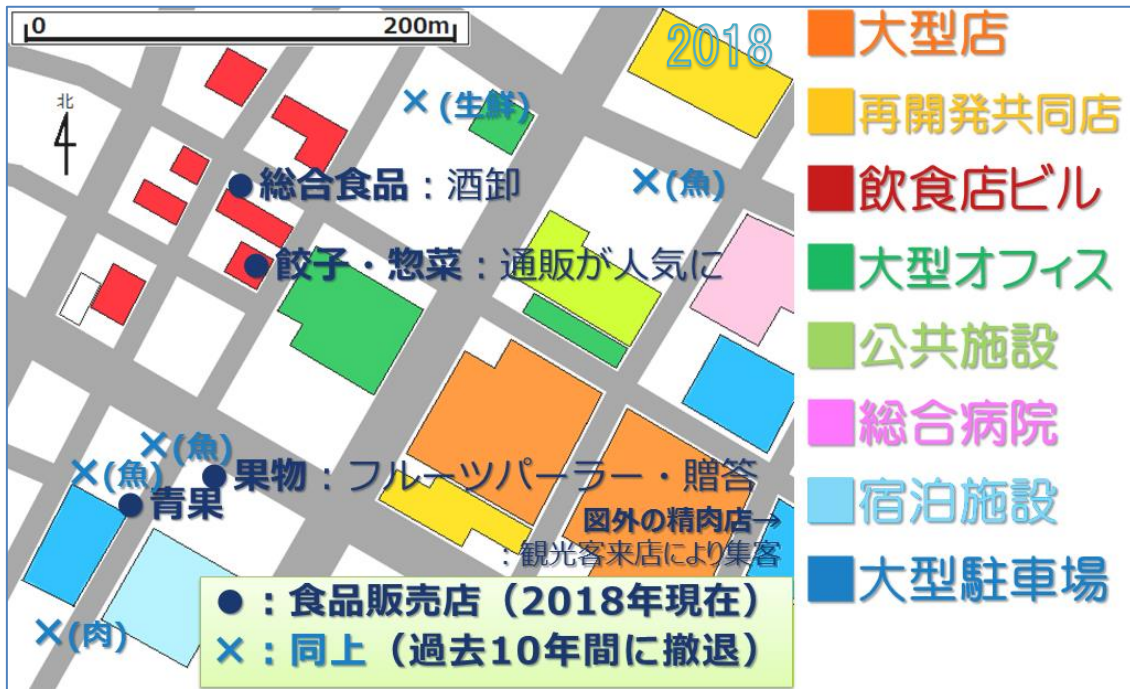 0 200m
2018
北
×(生鮮)
×(魚)
●総合食品：酒卸
●餃子・惣菜：通販が人気に
×(魚)
×(魚)
●果物：フルーツパーラー・贈答
●青果
図外の精肉店→
：観光客来店により集客
×(肉)
●：食品販売店（2018年現在）
×：同上（過去10年間に撤退）
大型店
再開発共同店
飲食店ビル
大型オフィス
公共施設
総合病院
宿泊施設
大型駐車場